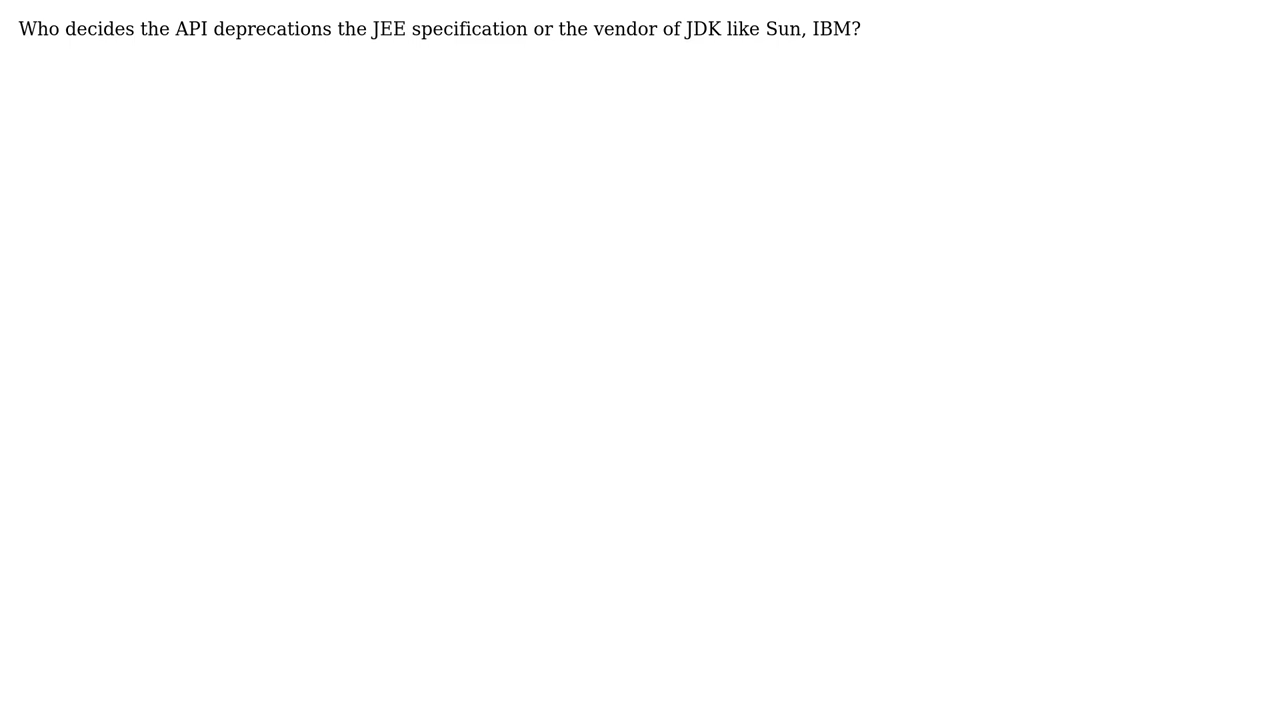 Who decides the API deprecations the JEE specification or the vendor of JDK like Sun, IBM?